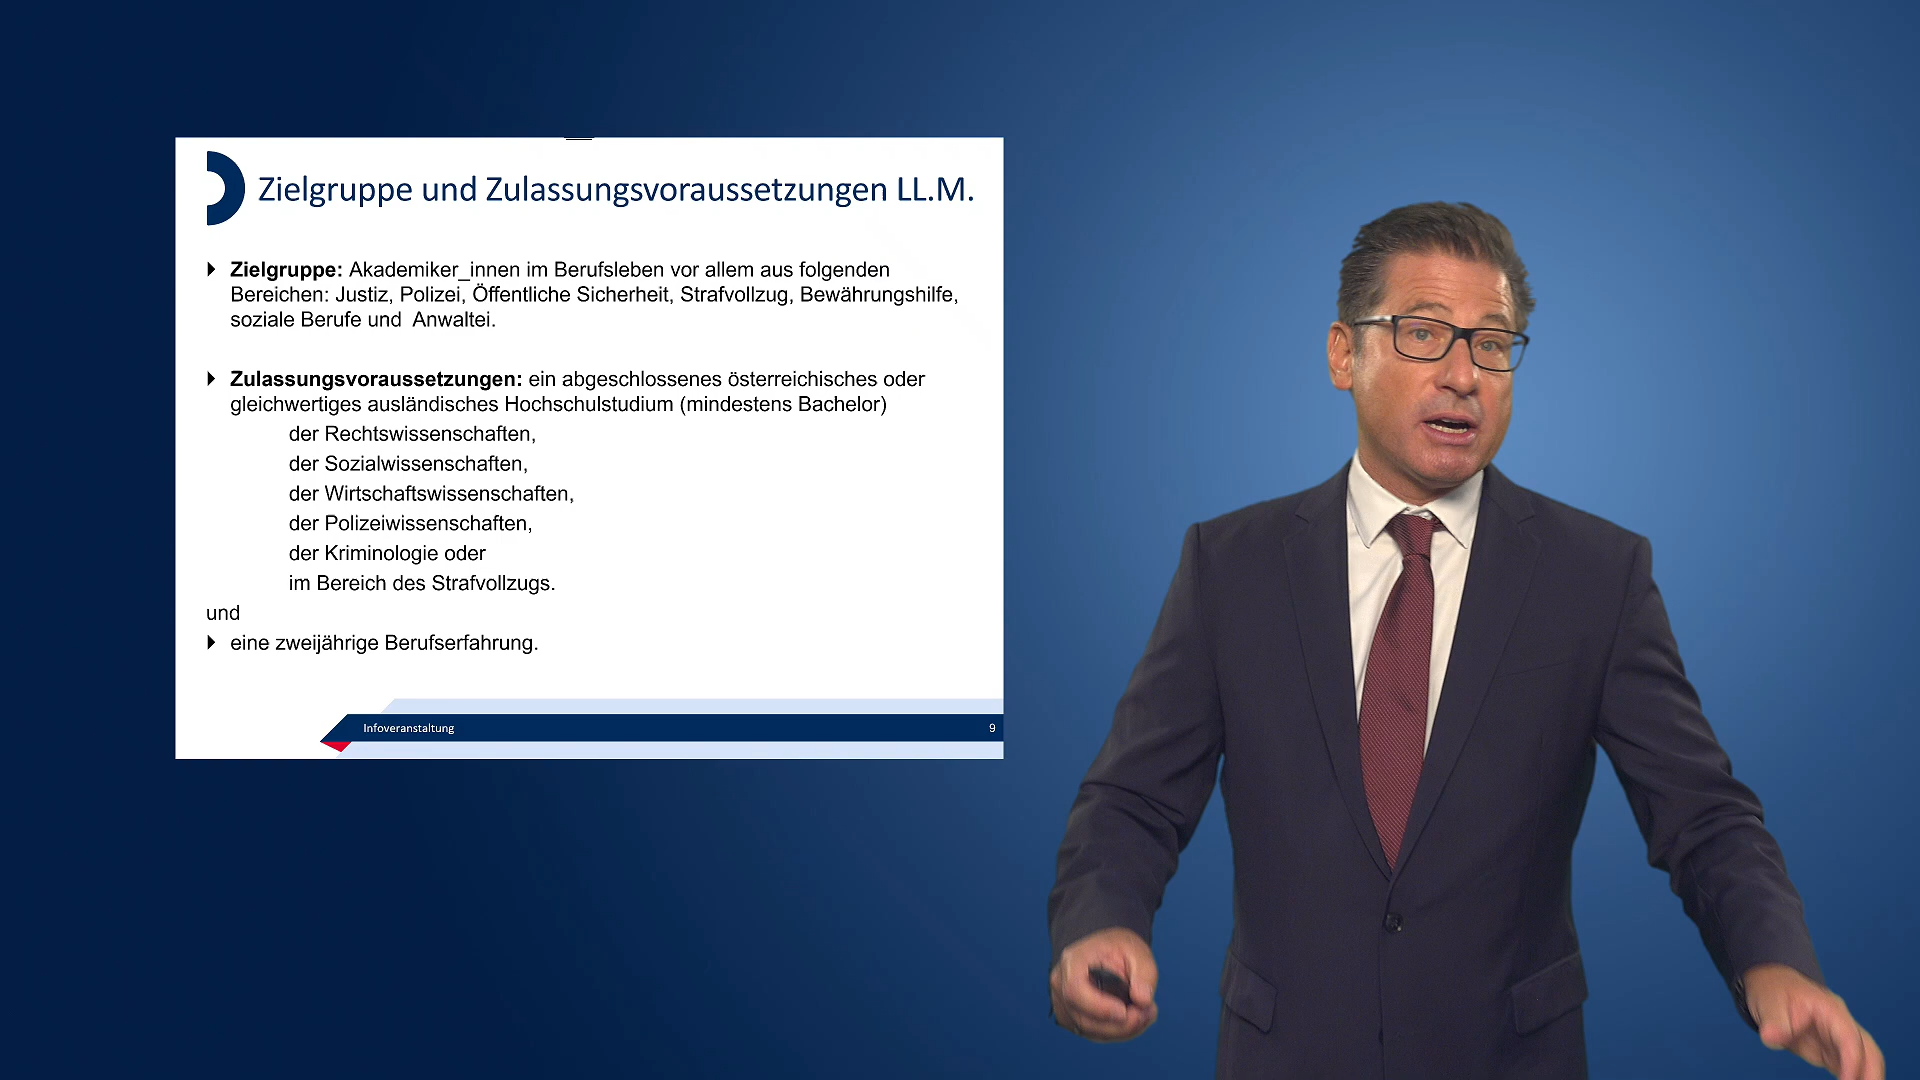 Zielgruppe und Zulassungsvoraussetzungen LL.M.
Zielgruppe: Akademiker_innen im Berufsleben vor allem aus folgenden
Bereichen: Justiz, Polizei, Öffentliche Sicherheit, Strafvollzug, Bewährungshilfe,
soziale Berufe und Anwaltei.
Zulassungsvoraussetzungen: ein abgeschlossenes österreichisches oder
gleichwertiges ausländisches Hochschulstudium (mindestens Bachelor)
der Rechtswissenschaften,
der Sozialwissenschaften,
der Wirtschaftswissenschaften,
der Polizeiwissenschaften,
der Kriminologie oder
im Bereich des Strafvollzugs.
und
eine zweijährige Berufserfahrung.
Infoveranstaltung 9